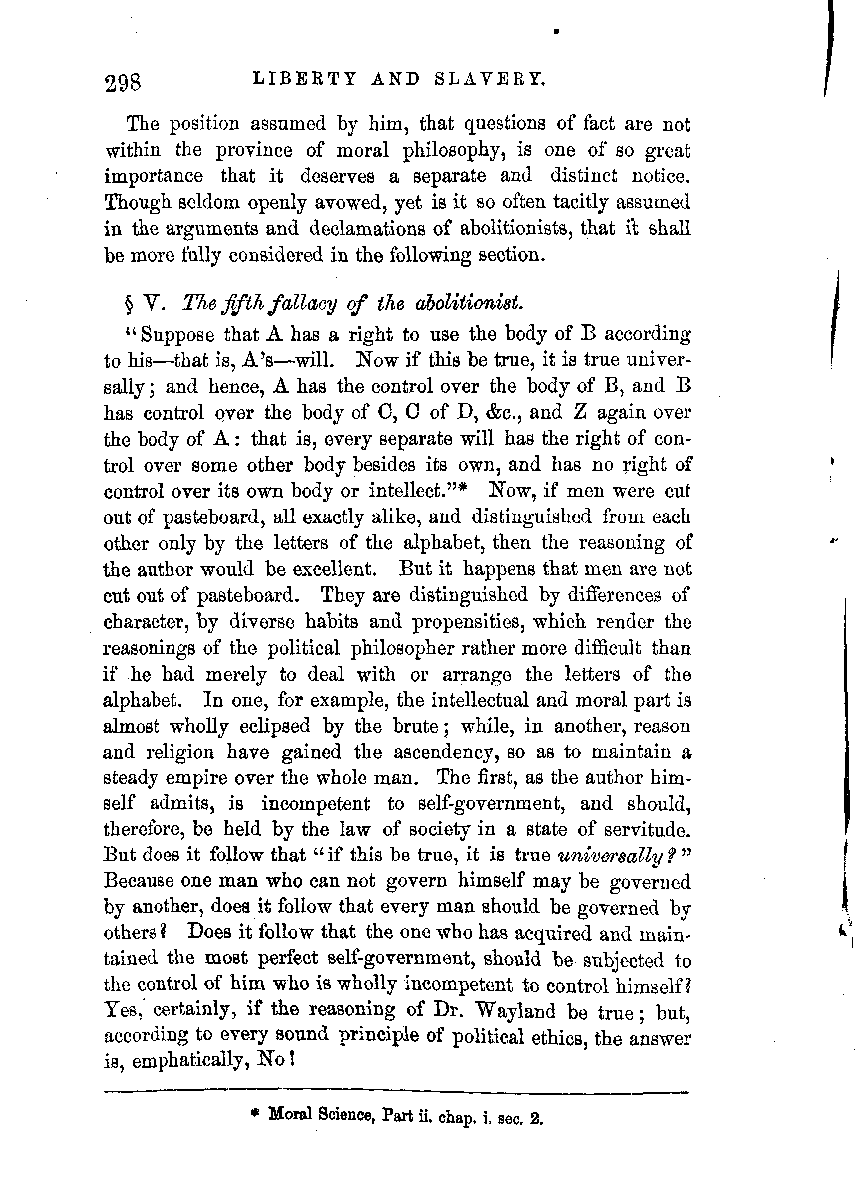 298 LIBERTY AND SLAVERY.
The position assumed by him, that questions of fact are not
within the province of moral philosophy, is one of so great
importance that it deserves a separate and distinct notice.
Though seldom openly avowed, yet is it so often tacitly assumed
in the arguments and declamations of abolitionists, that it shall
be more fully considered in the following section.
§ V. The fifth fallacy of the abolitionist.
"Suppose that A has a right to use the body of B according
to his—that is, A's—will. Now if this be true, it is true univer-
sally; and hence, A has the control over the body of B, and B
has control over the body of C, C of D, &c., and Z again over
the body of A: that is, every separate will has the right of con-
trol over some other body besides its own, and has no right of
control over its own body or intellect."* Now, if men were cut
out of pasteboard, all exactly alike, and distinguished from each
other only by the letters of the alphabet, then the reasoning of
the author would be excellent. But it happens that men are not
cut out of pasteboard. They are distinguished by differences of
character, by diverse habits and propensities, which render the
reasonings of the political philosopher rather more difficult than
if he had merely to deal with or arrange the letters of the
alphabet. In one, for example, the intellectual and moral part is
almost wholly eclipsed by the brute; while, in another, reason
and religion have gained the ascendency, so as to maintain a
steady empire over the whole man. The first, as the author him-
self admits, is incompetent to self-government, and should,
therefore, be held by the law of society in a state of servitude.
But does it follow that "if this be true, it is true universally?"
Because one man who can not govern himself may be governed
by another, does it follow that every man should be governed by
others? Does it follow that the one who has acquired and main-
tained the most perfect self-government, should be subjected to
the control of him who is wholly incompetent to control himself?
Yes, certainly, if the reasoning of Dr. Wayland be true; but,
according to every sound principle of political ethics, the answer
is, emphatically, No!
* Moral Science, Part ii. chap. i. sec. 2.